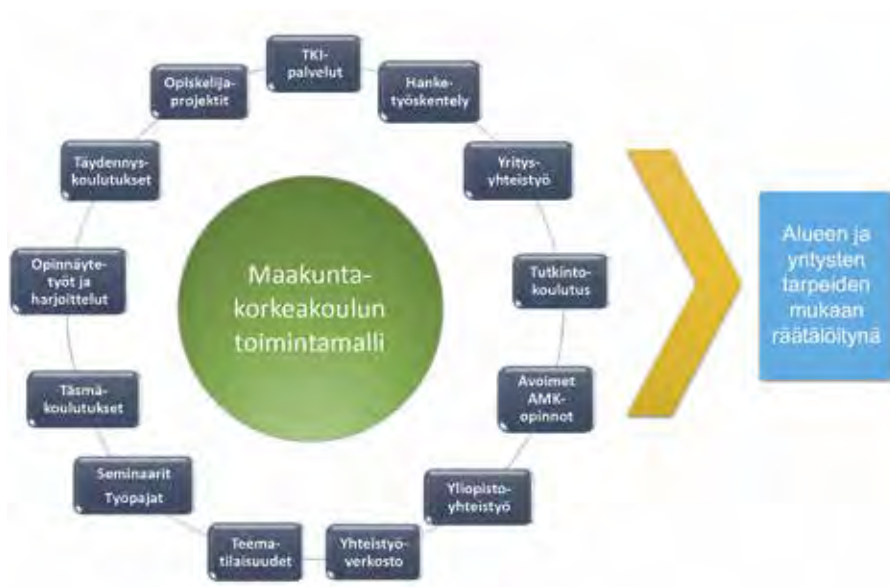 TKI-
palvelut
Hanke-
työskentely
Yritys-
yhteistyö
Tutkinto-
koulutus
Avoimet
AMK-
opinnot
Yliopisto-
yhteistyö
Yhteistyö-
verkosto
Teema-
tilaisuudet
Seminaarit
Työpajat
Täsmä-
koulutukset
Opinnäyte-
työt ja
harjoittelut
Täydennys-
koulutukset
Opiskelija-
projektit
Maakunta-
korkeakoulun
toimintamalli
Alueen ja
yritysten
tarpeiden
mukaan
räätälöitynä